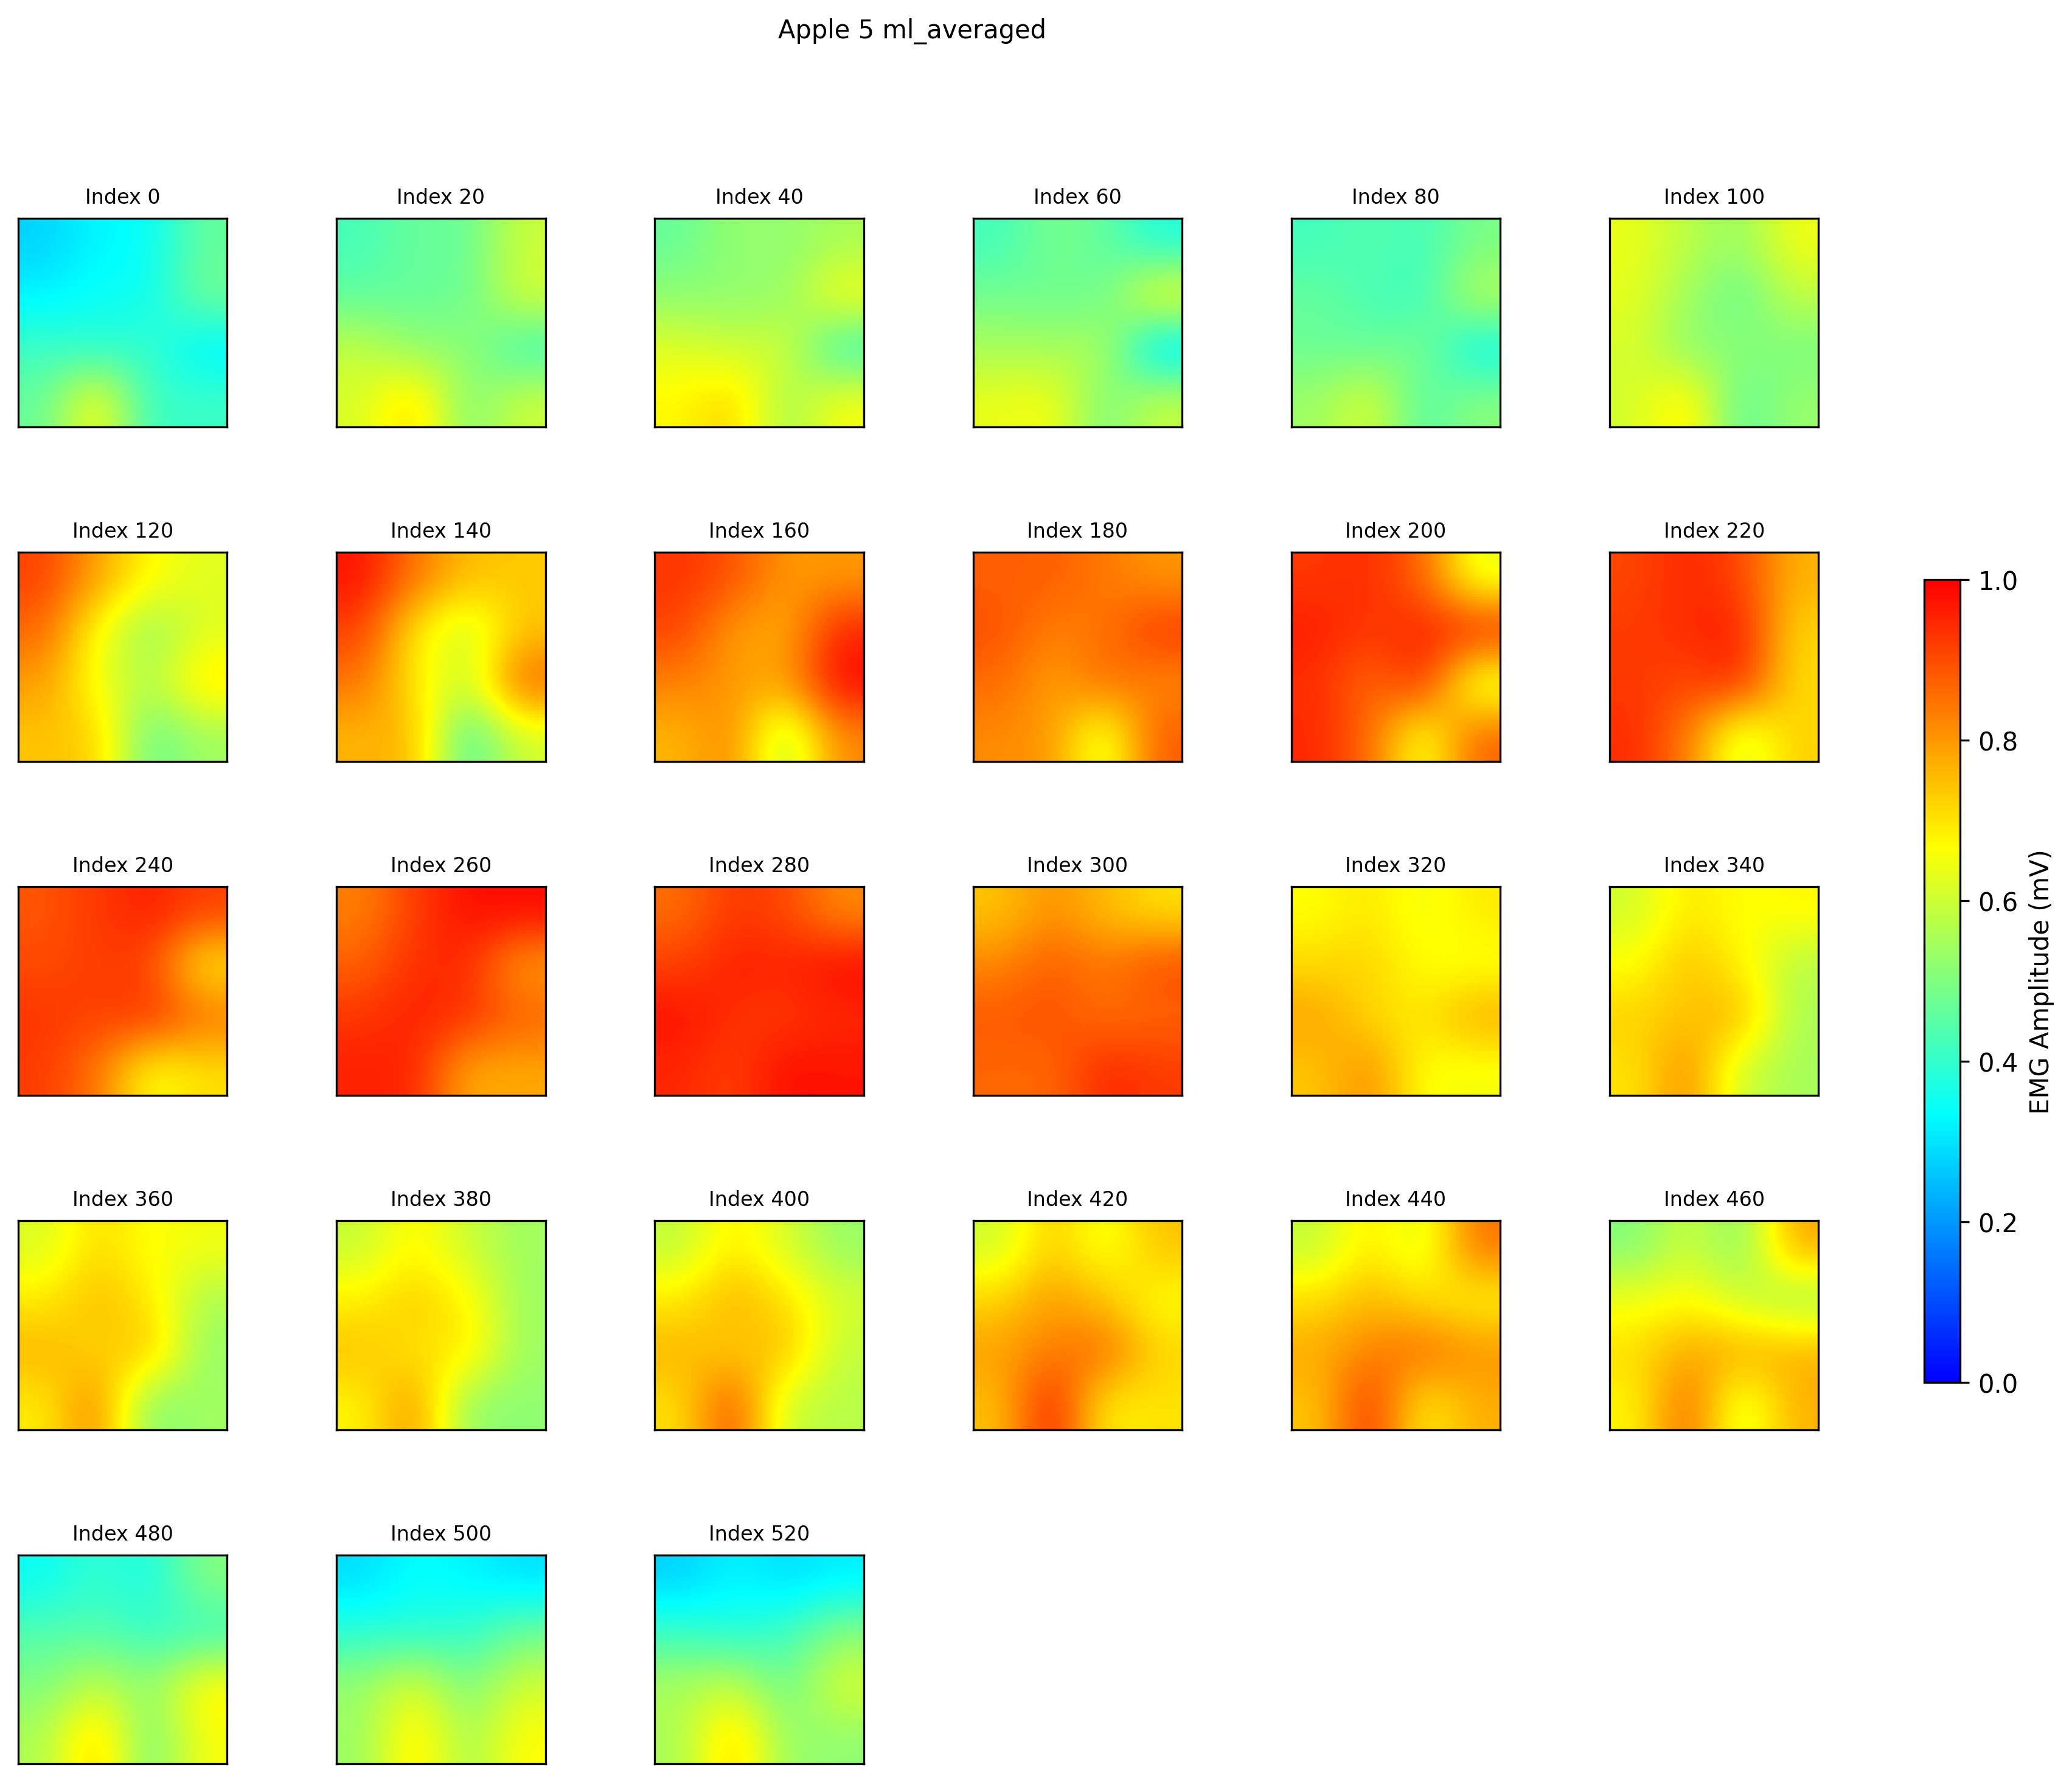 Apple 5 ml_averaged
Index 0
Index 20
Index 40
Index 60
Index 80
Index 100
Index 120
Index 140
Index 160
Index 180
Index 200
Index 220
Index 240
Index 260
Index 280
Index 300
Index 320
Index 340
Index 360
Index 380
Index 400
Index 420
Index 440
Index 460
Index 480
Index 500
Index 520
1.0
0.8
0.6
0.4
0.2
0.0
EMG Amplitude (mV)